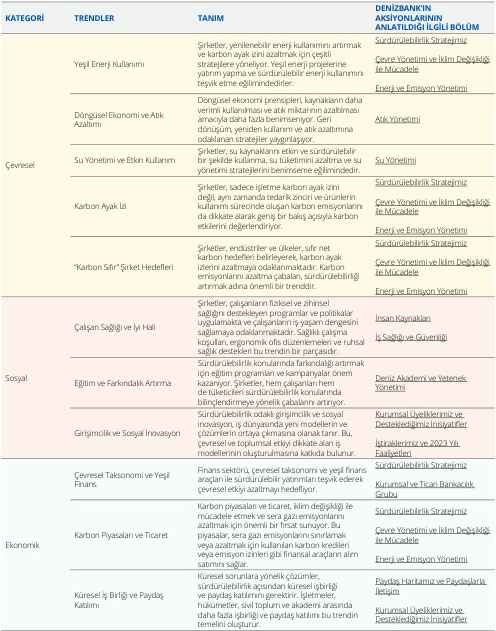 KATEGORİ
TRENDLER
TANIM
DENİZBANK'IN
AKSİYONLARININ
ANLATILDIĞI İLGİLİ BÖLÜM
Çevresel
Yeşil Enerji Kullanımı
Şirketler, yenilenebilir enerji kullanımını artırmak
ve karbon ayak izini azaltmak için çeşitli
stratejilere yöneliyor. Yeşil enerji projelerine
yatırım yapma ve sürdürülebilir enerji kullanımını
teşvik etme eğilimindedirler.
Sürdürülebilirlik Stratejimiz
Çevre Yönetimi ve İklim Değişikliği
ile Mücadele
Enerji ve Emisyon Yönetimi
Döngüsel Ekonomi ve Atık
Azaltımı
Döngüsel ekonomi prensipleri, kaynakların daha
verimli kullanılması ve atık miktarının azaltılması
amacıyla daha fazla benimseniyor. Geri
dönüşüm, yeniden kullanım ve atık azaltımına
odaklanan stratejiler yaygınlaşıyor.
Atık Yönetimi
Su Yönetimi ve Etkin Kullanım
Şirketler, su kaynaklarını etkin ve sürdürülebilir
bir şekilde kullanma, su tüketimini azaltma ve su
yönetimi stratejilerini benimseme eğilimindedir.
Su Yönetimi
Karbon Ayak İzi
Şirketler, sadece işletme karbon ayak izini
değil, aynı zamanda tedarik zinciri ve ürünlerin
kullanımı sürecinde oluşan karbon emisyonlarını
da dikkate alarak geniş bir bakış açısıyla karbon
etkilerini değerlendiriyor.
Sürdürülebilirlik Stratejimiz
Çevre Yönetimi ve İklim Değişikliği
ile Mücadele
Enerji ve Emisyon Yönetimi
"Karbon Sıfır" Şirket Hedefleri
Şirketler, endüstriler ve ülkeler, sıfır net
karbon hedefleri belirleyerek, karbon ayak
izlerini azaltmaya odaklanmaktadır. Karbon
emisyonlarını azaltma çabaları, sürdürülebilirliği
artırmak adına önemli bir trenddir.
Sürdürülebilirlik Stratejimiz
Çevre Yönetimi ve İklim Değişikliği
ile Mücadele
Enerji ve Emisyon Yönetimi
Sosyal
Çalışan Sağlığı ve İyi Hali
Şirketler, çalışanların fiziksel ve zihinsel
sağlığını destekleyen programlar ve politikalar
uygulamakta ve çalışanların iş-yaşam dengesini
sağlamaya odaklanmaktadır. Sağlıklı çalışma
koşulları, ergonomik ofis düzenlemeleri ve ruhsal
sağlık destekleri bu trendin bir parçasıdır.
İnsan Kaynakları
İş Sağlığı ve Güvenliği
Eğitim ve Farkındalık Artırma
Sürdürülebilirlik konularında farkındalığı artırmak
için eğitim programları ve kampanyalar önem
kazanıyor. Şirketler, hem çalışanları hem
de tüketicileri sürdürülebilirlik konularında
bilinçlendirmeye yönelik çabalarını artırıyor.
Deniz Akademi ve Yetenek
Yönetimi
Girişimcilik ve Sosyal İnovasyon
Sürdürülebilirlik odaklı girişimcilik ve sosyal
inovasyon, iş dünyasında yeni modellerin ve
çözümlerin ortaya çıkmasına olanak tanır. Bu,
çevresel ve toplumsal etkiyi dikkate alan iş
modellerinin oluşturulmasına katkıda bulunur.
Kurumsal Üyeliklerimiz ve
Desteklediğimiz İnisiyatifler
İştiraklerimiz ve 2023 Yılı
Faaliyetleri
Ekonomik
Çevresel Taksonomi ve Yeşil
Finans
Finans sektörü, çevresel taksonomi ve yeşil finans
araçları ile sürdürülebilir yatırımları teşvik ederek
çevresel etkiyi azaltmayı hedefliyor.
Sürdürülebilirlik Stratejimiz
Kurumsal ve Ticari Bankacılık
Grubu
Karbon Piyasaları ve Ticaret
Karbon piyasaları ve ticaret, iklim değişikliği ile
mücadele etmek ve sera gazı emisyonlarını
azaltmak için önemli bir fırsat sunuyor. Bu
piyasalar, sera gazı emisyonlarını sınırlamak
veya azaltmak için kullanılan karbon kredileri
veya emisyon izinleri gibi finansal araçların alım
satımını sağlar.
Sürdürülebilirlik Stratejimiz
Çevre Yönetimi ve İklim Değişikliği
ile Mücadele
Enerji ve Emisyon Yönetimi
Küresel İş Birliği ve Paydaş
Katılımı
Küresel sorunlara yönelik çözümler,
sürdürülebilirlik açısından küresel işbirliği
ve paydaş katılımını gerektirir. İşletmeler,
hükümetler, sivil toplum ve akademi arasında
daha fazla işbirliği ve paydaş katılımı bu trendin
temelini oluşturur.
Paydaş Haritamız ve Paydaşlarla
İletişim
Kurumsal Üyeliklerimiz ve
Desteklediğimiz İnisiyatifler